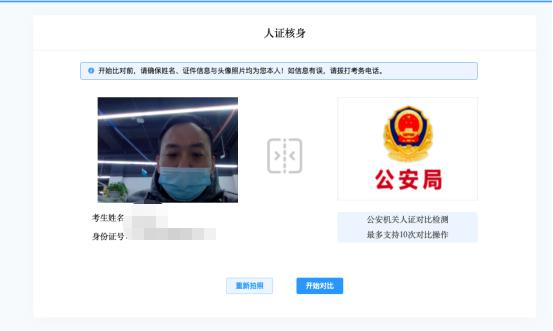 人证核身
开始比对前，请确保姓名、证件信息与头像照片均为您本人！如信息有误，请拨打考务电话。
公安局
考生姓名
身份证号：
公安机关人证对比检测
最多支持10次对比操作
重新拍照
开始对比